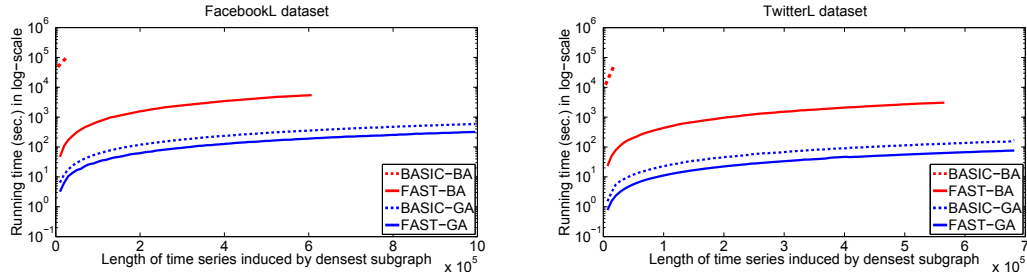 FacebookL dataset
Running time (sec.) in log-scale
10^6
10^5
10^4
10^3
10^2
10^1
10^0
10^-1
BASIC-BA
FAST-BA
BASIC-GA
FAST-GA
0 2 4 6 8 10
x 10^5
Length of time series induced by densest subgraph
TwitterL dataset
Running time (sec.) in log-scale
10^6
10^5
10^4
10^3
10^2
10^1
10^0
10^-1
BASIC-BA
FAST-BA
BASIC-GA
FAST-GA
0 1 2 3 4 5 6 7
x 10^5
Length of time series induced by densest subgraph